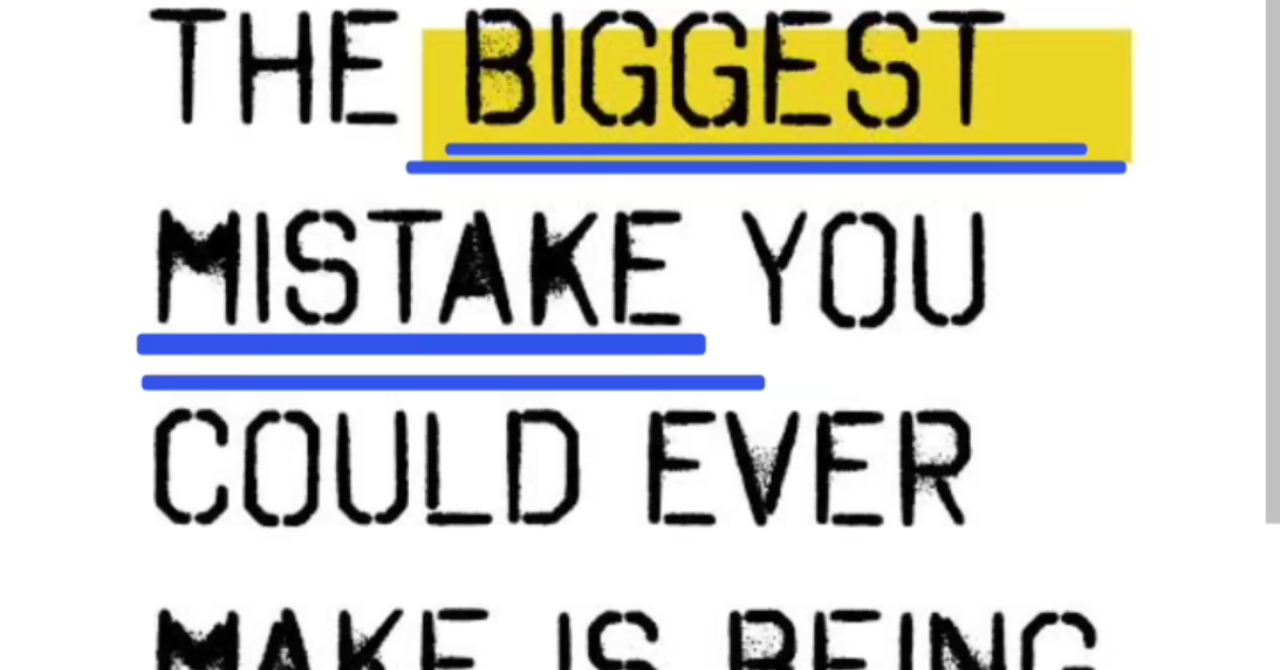 THE BIGGEST
MISTAKE YOU
COULD EVER
MAKE IS BEING